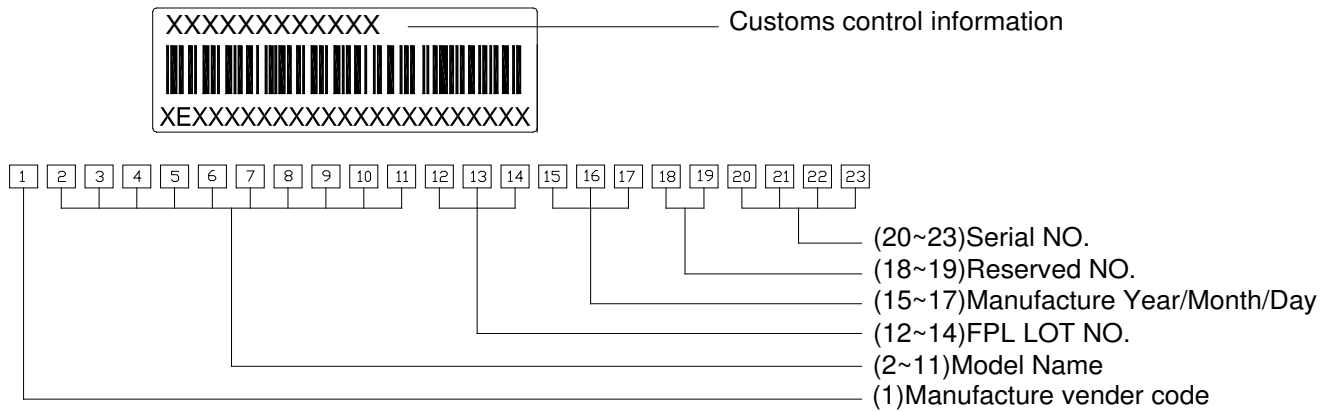 XXXXXXXXXXXX
Customs control information
XEXXXXXXXXXXXXXXXXXXXXX
1 2 3 4 5 6 7 8 9 10 11 12 13 14 15 16 17 18 19 20 21 22 23
(20~23)Serial NO.
(18~19)Reserved NO.
(15~17)Manufacture Year/Month/Day
(12~14)FPL LOT NO.
(2~11)Model Name
(1)Manufacture vender code